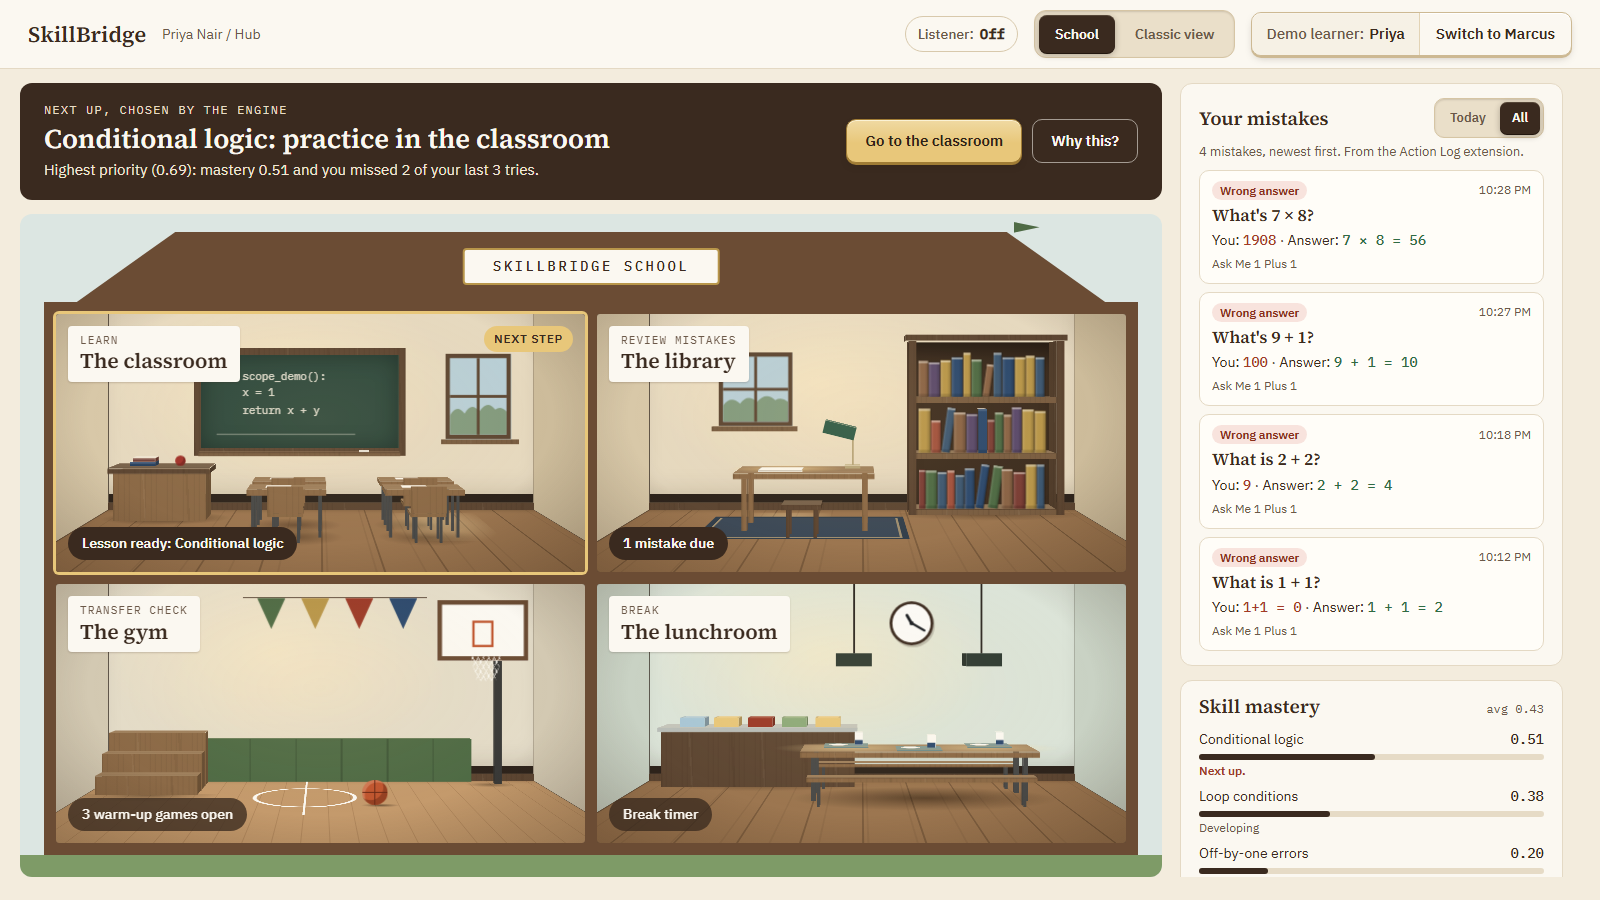 SkillBridge
Priya Nair / Hub
Listener: Off
School
Classic view
Demo learner: Priya
Switch to Marcus
NEXT UP, CHOSEN BY THE ENGINE
Conditional logic: practice in the classroom
Highest priority (0.69): mastery 0.51 and you missed 2 of your last 3 tries.
Go to the classroom
Why this?
SKILLBRIDGE SCHOOL
LEARN
The classroom
NEXT STEP
scope_demo():
x = 1
return x + y
Lesson ready: Conditional logic
REVIEW MISTAKES
The library
1 mistake due
TRANSFER CHECK
The gym
3 warm-up games open
BREAK
The lunchroom
Break timer
Your mistakes
Today
All
4 mistakes, newest first. From the Action Log extension.
Wrong answer
10:28 PM
What's 7 × 8?
You: 1908 · Answer: 7 × 8 = 56
Ask Me 1 Plus 1
Wrong answer
10:27 PM
What's 9 + 1?
You: 100 · Answer: 9 + 1 = 10
Ask Me 1 Plus 1
Wrong answer
10:18 PM
What is 2 + 2?
You: 9 · Answer: 2 + 2 = 4
Ask Me 1 Plus 1
Wrong answer
10:12 PM
What is 1 + 1?
You: 1+1 = 0 · Answer: 1 + 1 = 2
Ask Me 1 Plus 1
Skill mastery
avg 0.43
Conditional logic
0.51
Next up.
Loop conditions
0.38
Developing
Off-by-one errors
0.20